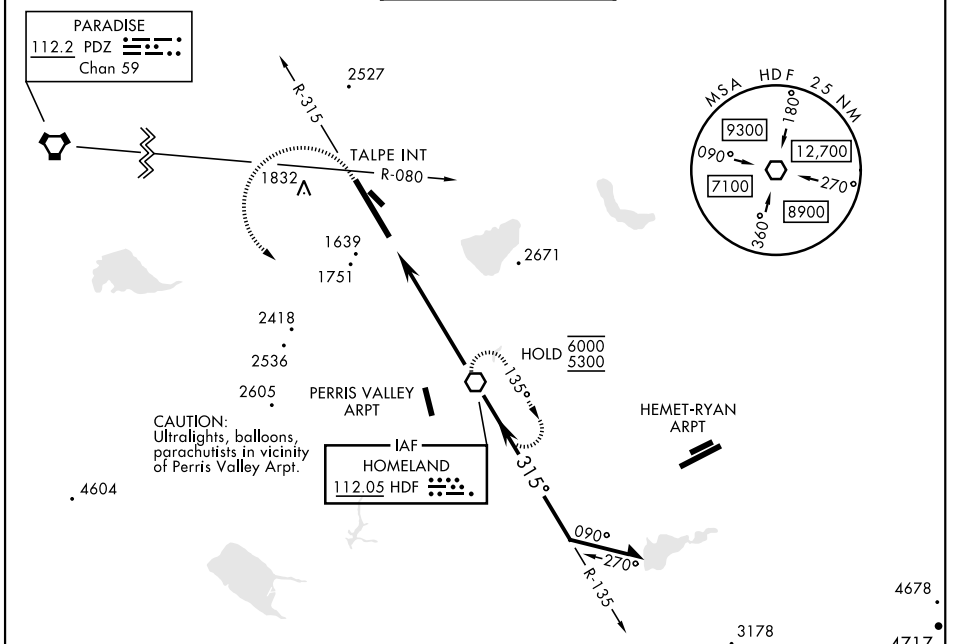 PARADISE
112.2 PDZ
Chan 59
R-315
2527
TALPE INT
R-080
1832
1639
1751
2671
MSA HDF 25 NM
180°
9300
090°
12,700
7100
270°
8900
360°
2418
2536
2605
HOLD 6000
5300
135°
PERRIS VALLEY
ARPT
HEMET-RYAN
ARPT
CAUTION:
Ultralights, balloons,
parachutists in vicinity
of Perris Valley Arpt.
IAF
HOMELAND
112.05 HDF
315°
4604
090°
270°
R-135
4678
3178
4717